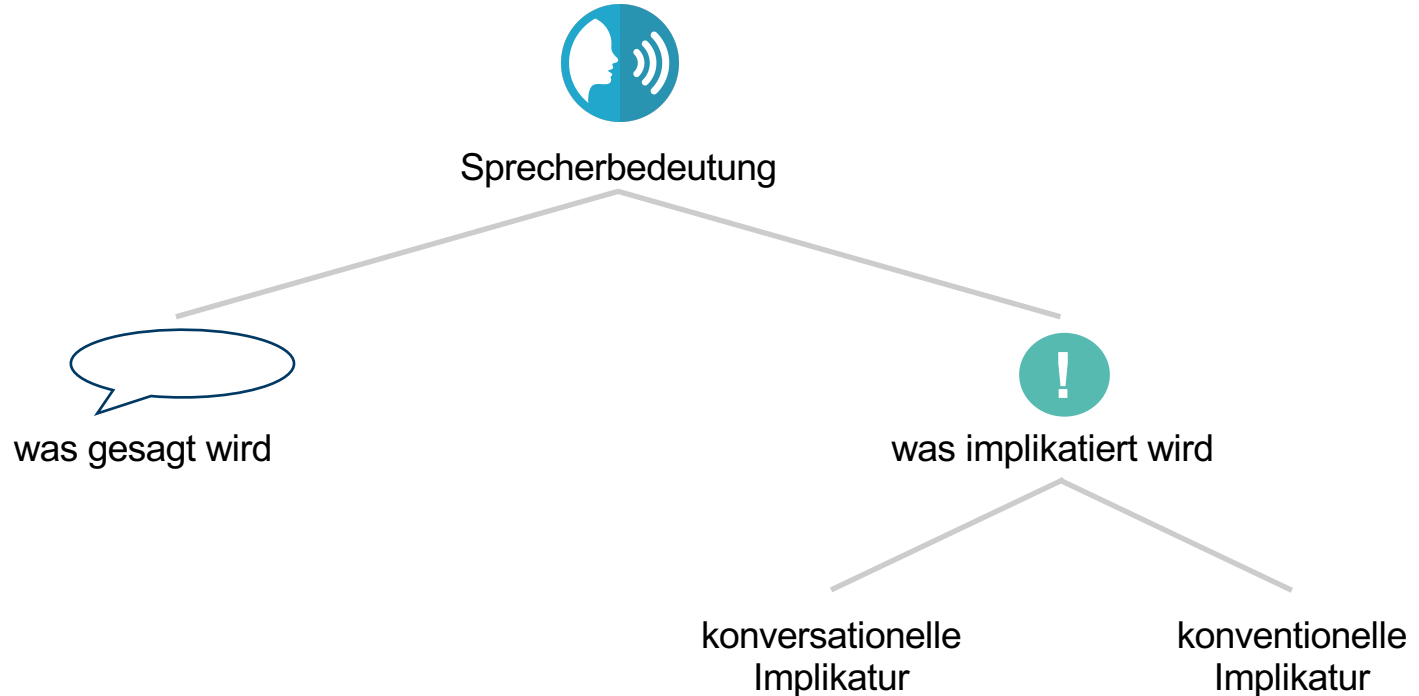 !
Sprecherbedeutung
was gesagt wird
was implikatiert wird
konversationelle
Implikatur
konventionelle
Implikatur